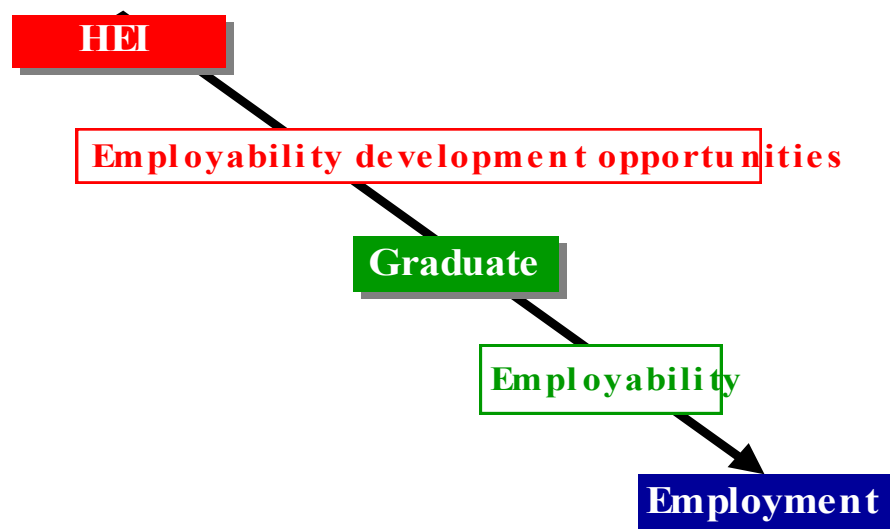 HEI
Employability development opportunities
Graduate
Employability
Employment